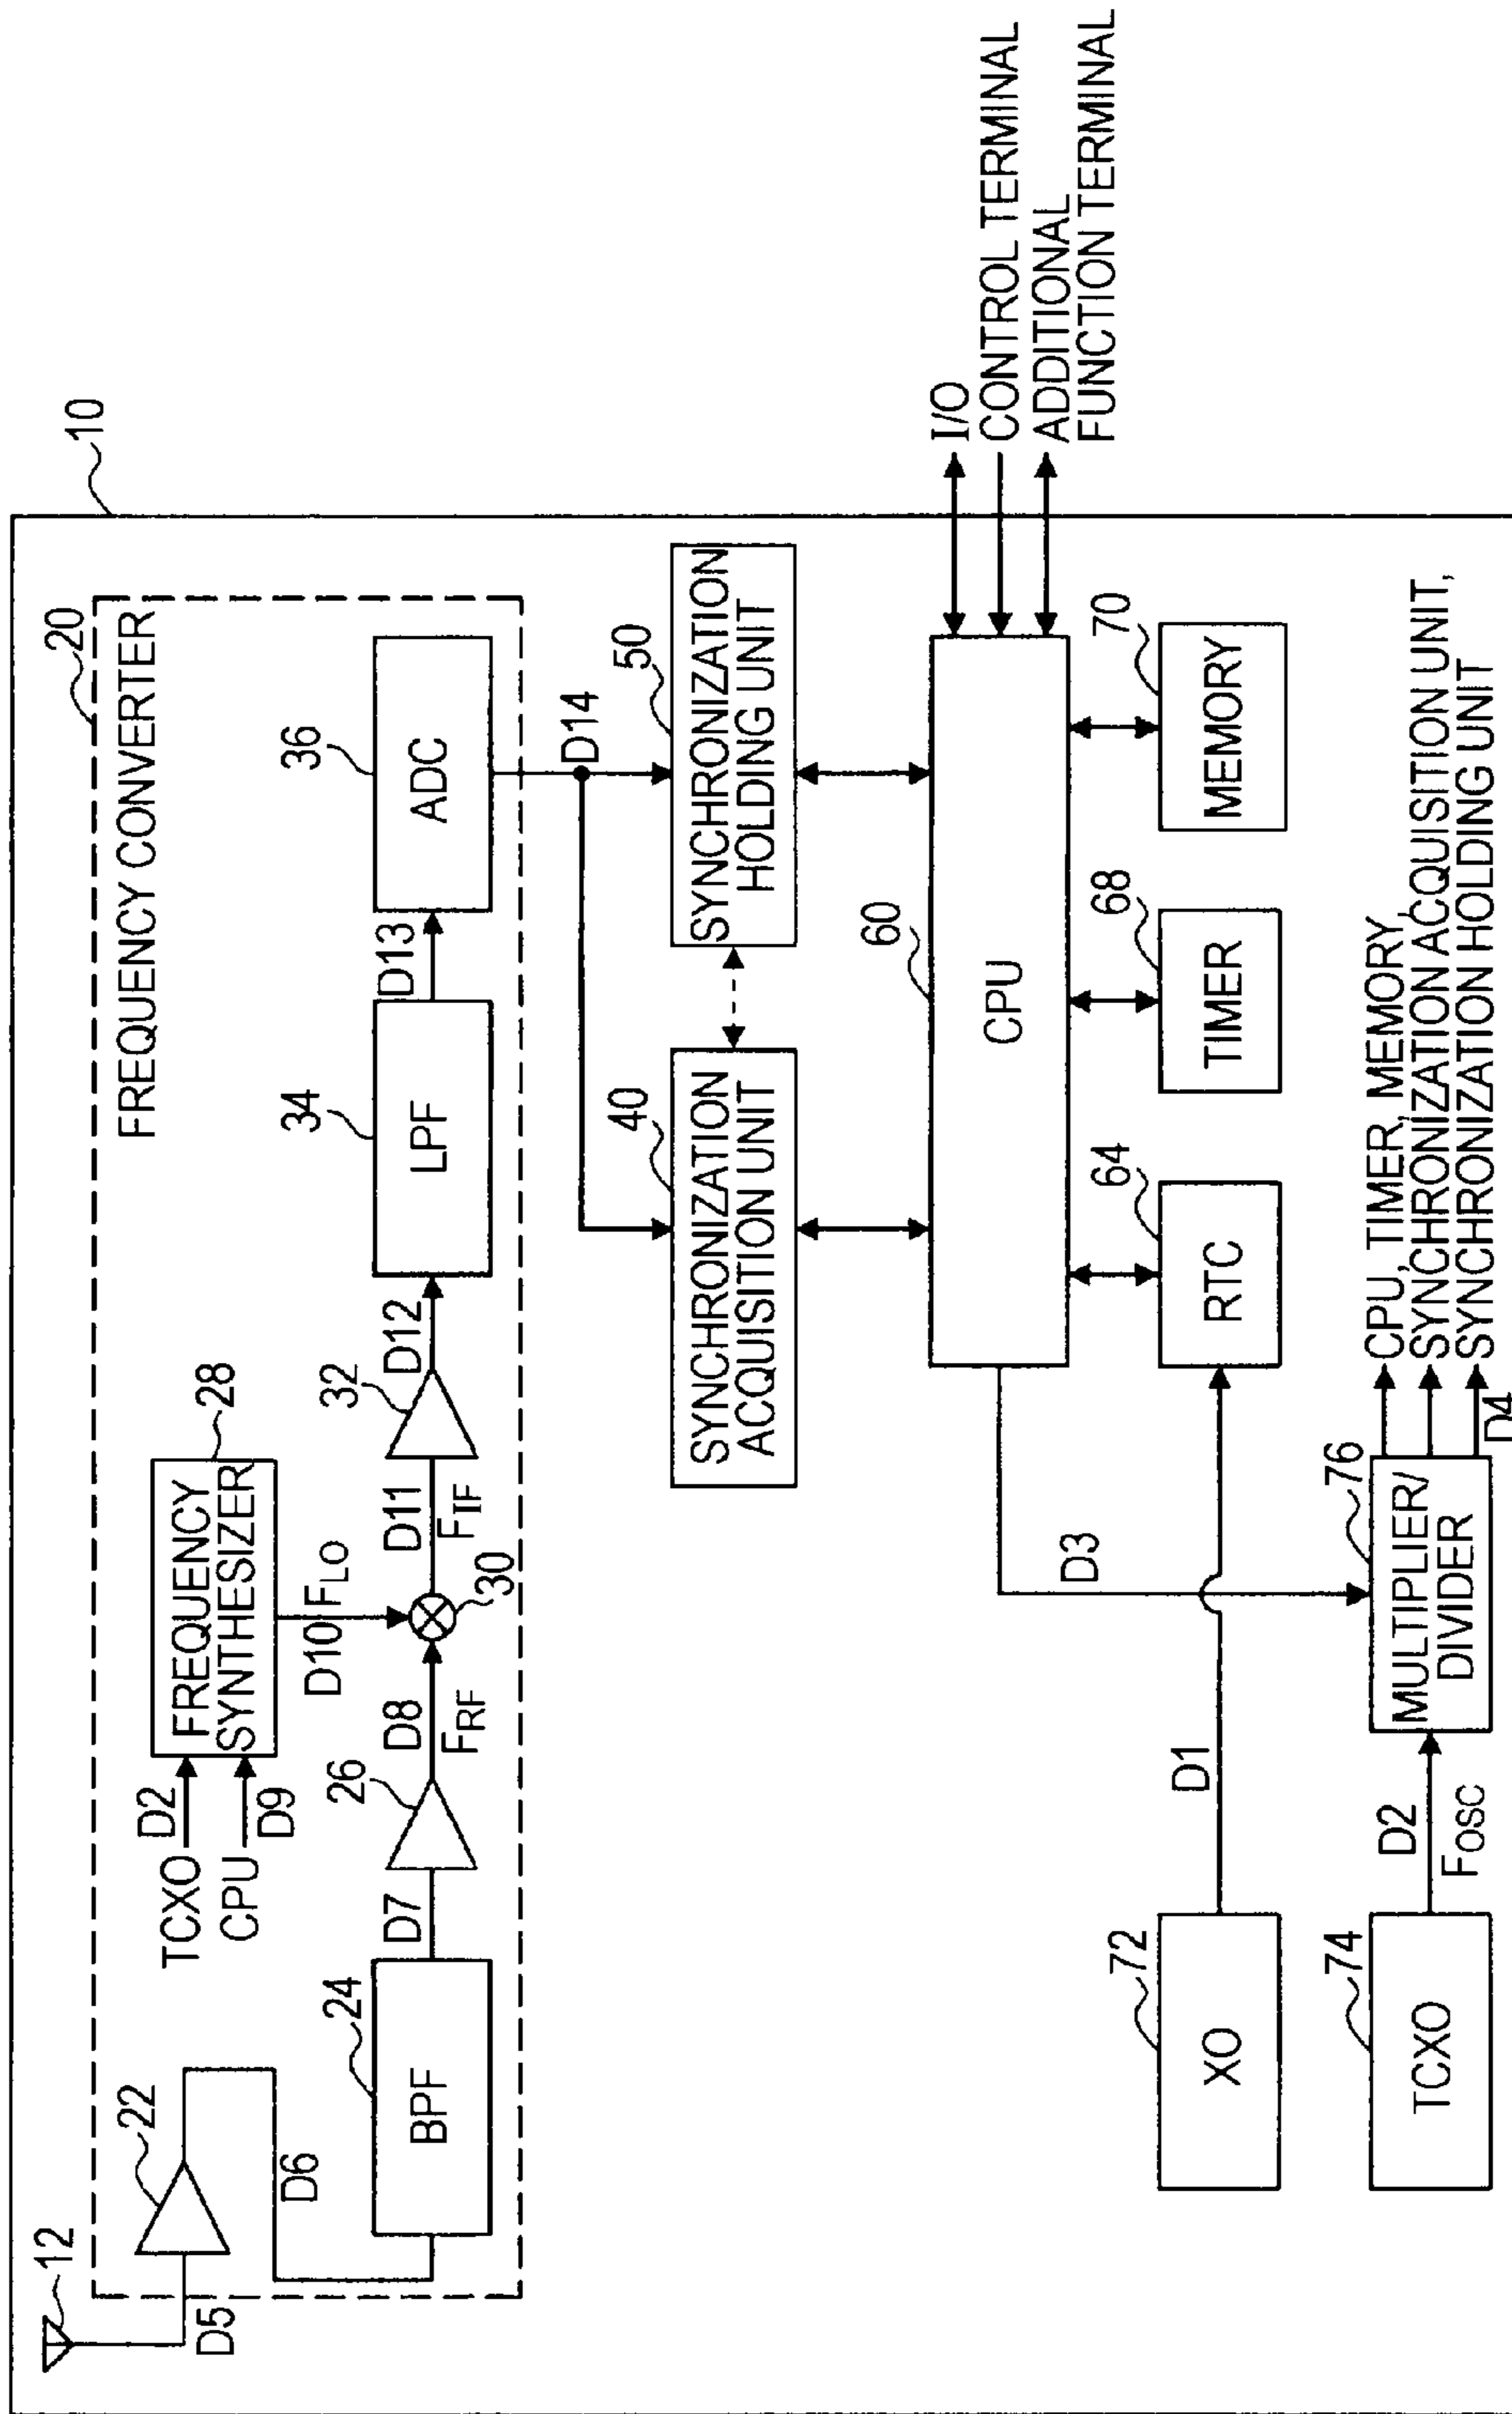 10
12
D5
22
D6
20
FREQUENCY CONVERTER
TCXO
D2
CPU
D9
FREQUENCY
SYNTHESIZER
28
D10
FLO
24
BPF
D7
26
D8
FRF
30
D11
FIF
32
D12
34
LPF
D13
36
ADC
D14
40
SYNCHRONIZATION
ACQUISITION UNIT
50
SYNCHRONIZATION
HOLDING UNIT
60
CPU
I/O
CONTROL TERMINAL
ADDITIONAL
FUNCTION TERMINAL
64
RTC
68
TIMER
70
MEMORY
72
XO
D1
D3
74
TCXO
D2
FOSC
76
MULTIPLIER/
DIVIDER
D4
CPU, TIMER, MEMORY,
SYNCHRONIZATION ACQUISITION UNIT,
SYNCHRONIZATION HOLDING UNIT